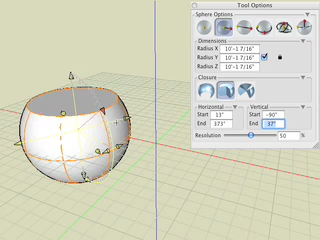 Tool Options
Sphere Options
Dimensions
Radius X 10'-1 7/16"
Radius Y 10'-1 7/16"
Radius Z 10'-1 7/16"
Closure
Horizontal Vertical
Start 13° Start -90°
End 373° End 37°
Resolution 50 %